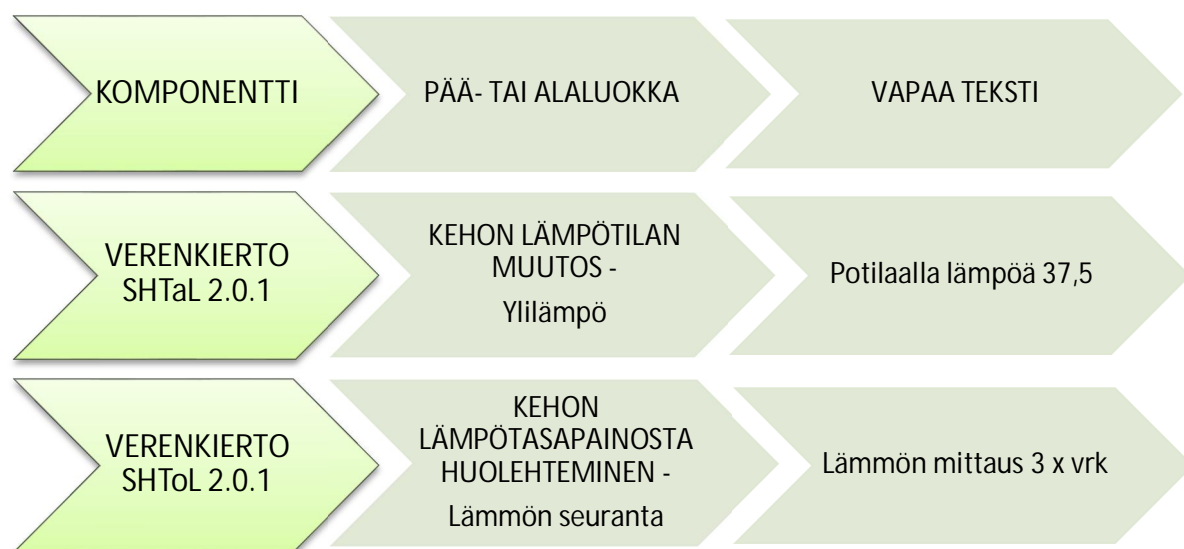 KOMPONENTTI
PÄÄ- TAI ALALUOKKA
VAPAA TEKSTI
VERENKIERTO
SHTaL 2.0.1
KEHON LÄMPÖTILAN
MUUTOS -
Ylilämpö
Potilaalla lämpöä 37,5
VERENKIERTO
SHToL 2.0.1
KEHON
LÄMPÖTASAPAINOSTA
HUOLEHTEMINEN -
Lämmön seuranta
Lämmön mittaus 3 x vrk